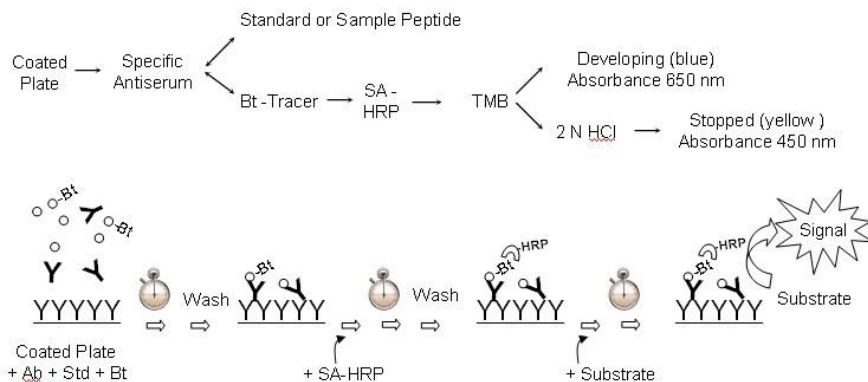 Standard or Sample Peptide
Coated
Plate
Specific
Antiserum
Bt -Tracer
SA -
HRP
TMB
Developing (blue)
Absorbance 650 nm
2 N HCl
Stopped (yellow )
Absorbance 450 nm
-Bt
-Bt
Wash
-Bt
Wash
-Bt
-HRP
-Bt
-HRP
Signal
Substrate
Coated Plate
+ Ab + Std + Bt
+ SA-HRP
+ Substrate